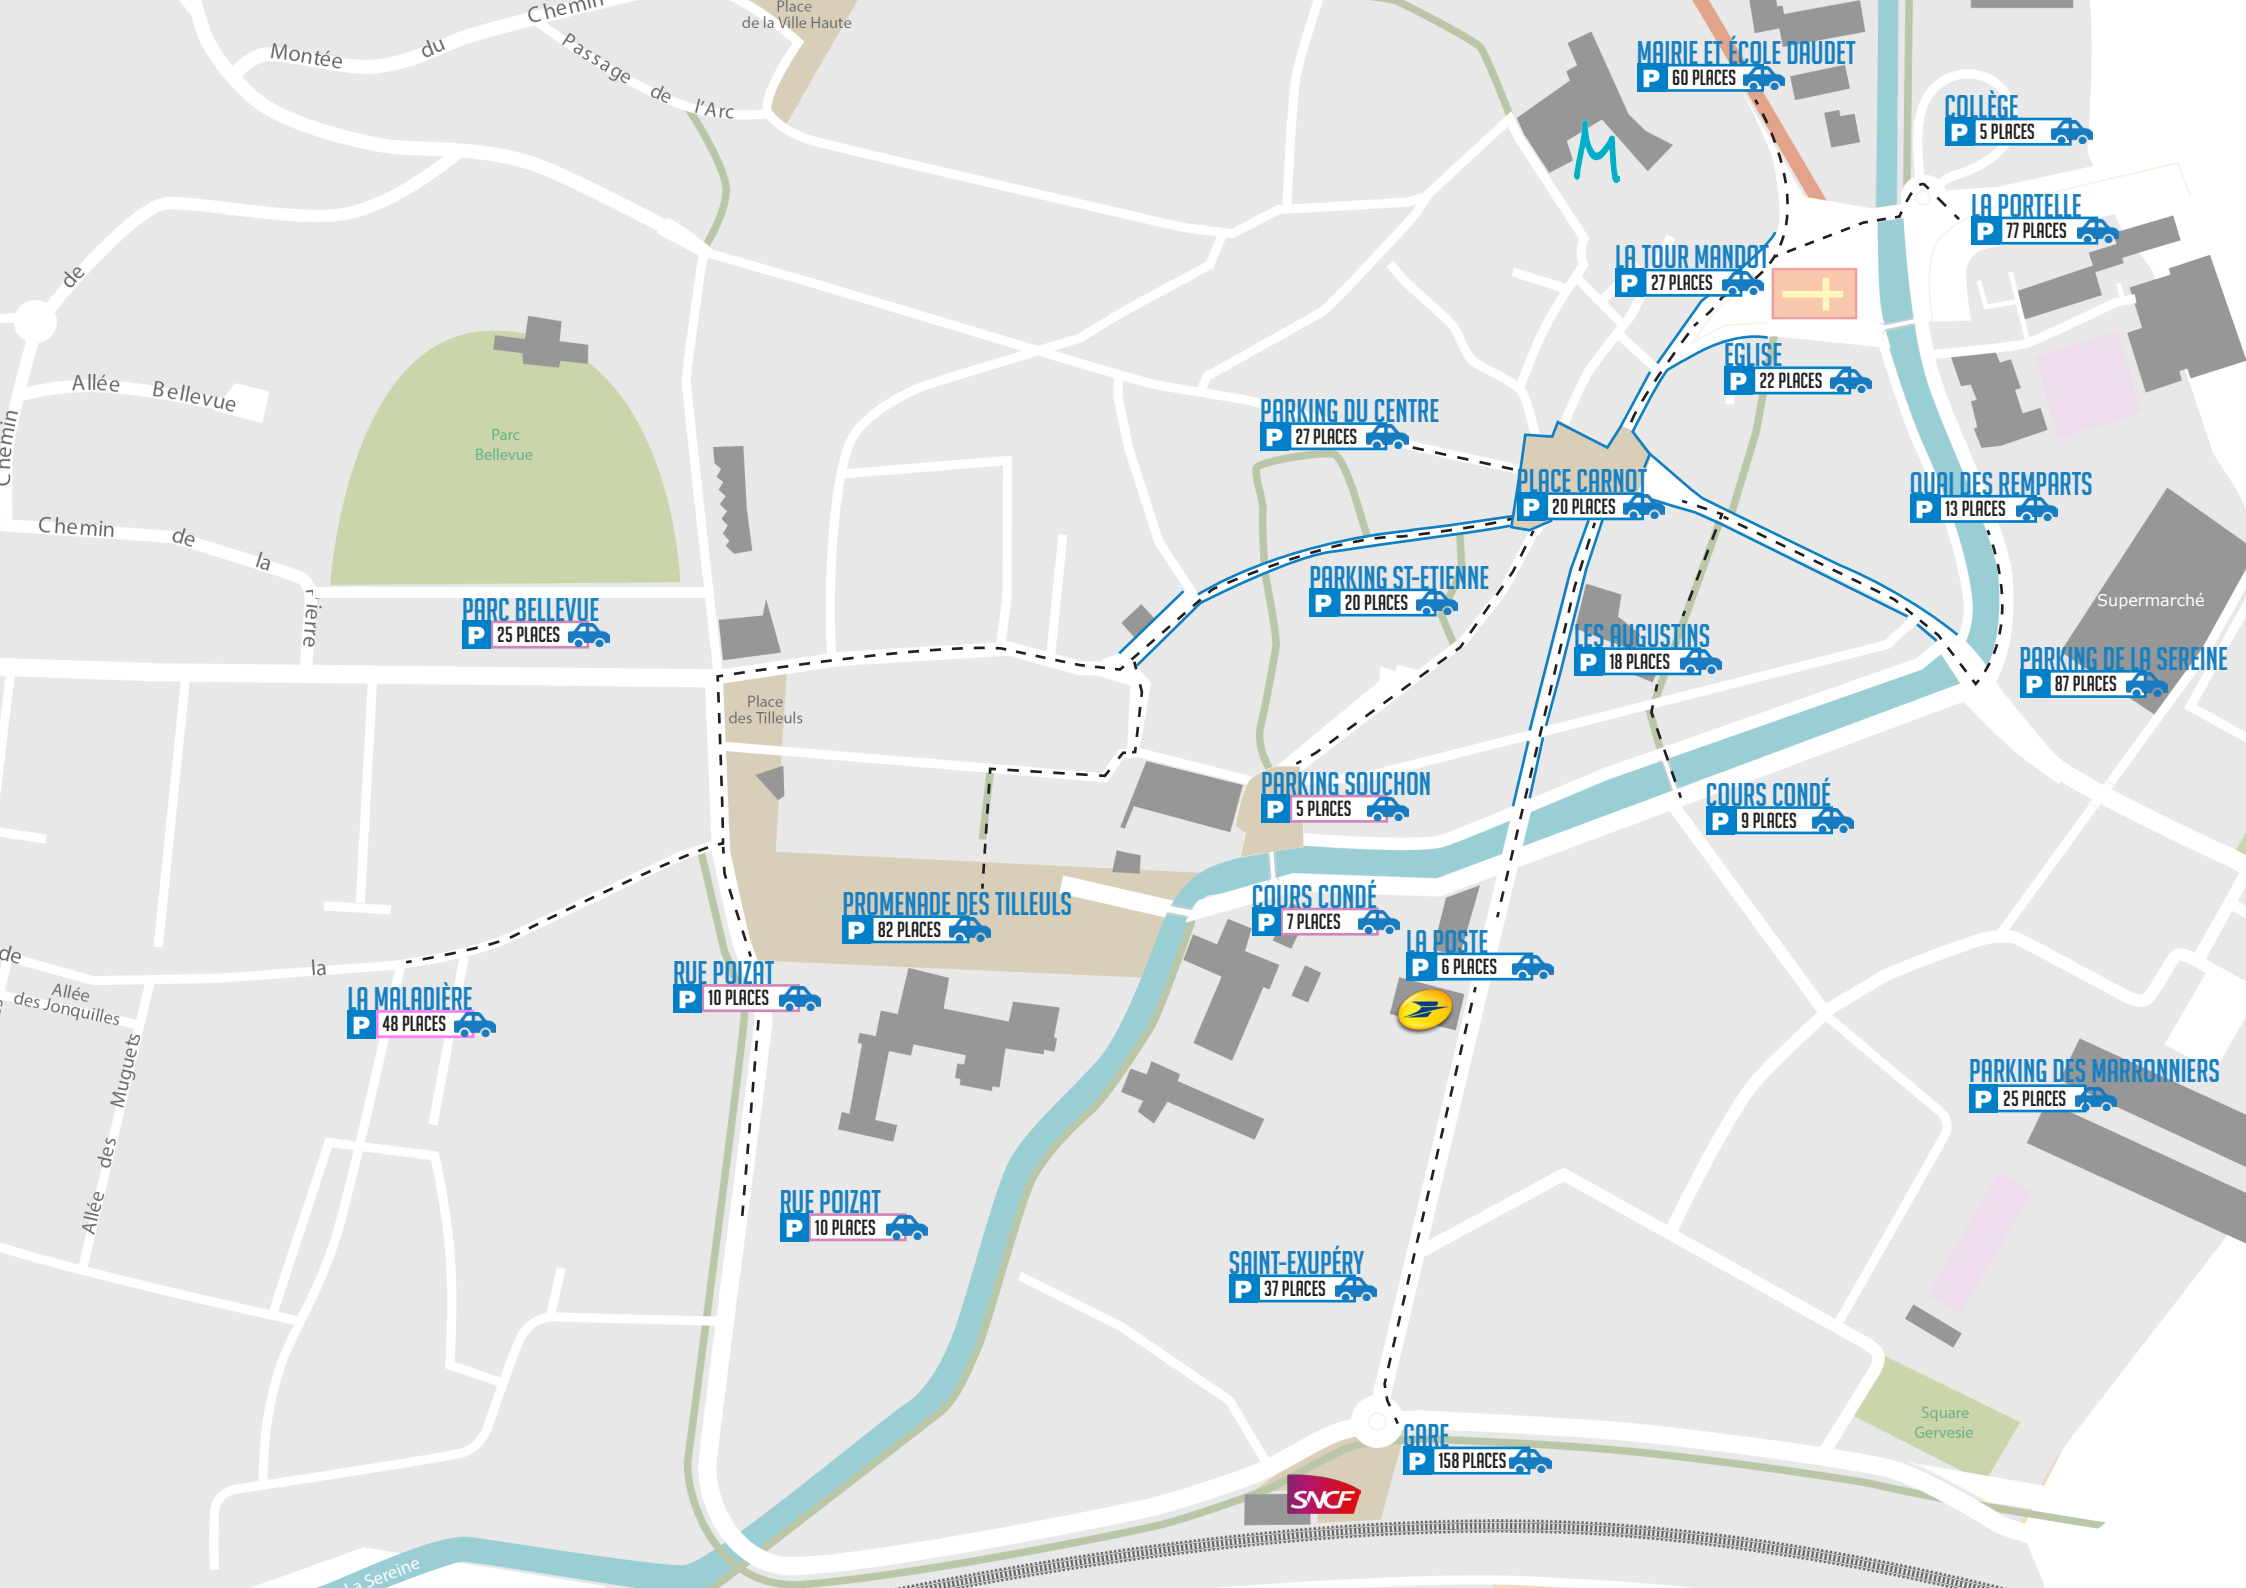 Place
de la Ville Haute
Chemin
Montée du
Passage de l'Arc
MAIRIE ET ÉCOLE DAUDET
P 60 PLACES
COLLÈGE
P 5 PLACES
LA PORTELLE
P 77 PLACES
LA TOUR MANDOT
P 27 PLACES
de
EGLISE
P 22 PLACES
Allée Bellevue
Chemin
PARKING DU CENTRE
P 27 PLACES
Parc
Bellevue
PLACE CARNOT
P 20 PLACES
QUAI DES REMPARTS
P 13 PLACES
Chemin de la
PARKING ST-ETIENNE
P 20 PLACES
Supermarché
PARC BELLEVUE
P 25 PLACES
LES AUGUSTINS
P 18 PLACES
PARKING DE LA SEREINE
P 87 PLACES
Place
des Tilleuls
PARKING SOUCHON
P 5 PLACES
COURS CONDÉ
P 9 PLACES
PROMENADE DES TILLEULS
P 82 PLACES
COURS CONDÉ
P 7 PLACES
LA POSTE
P 6 PLACES
de la
RUE POIZAT
P 10 PLACES
LA MALADIÈRE
P 48 PLACES
Allée
des Jonquilles
Allée des Muguets
PARKING DES MARRONNIERS
P 25 PLACES
RUE POIZAT
P 10 PLACES
SAINT-EXUPÉRY
P 37 PLACES
GARE
P 158 PLACES
Square
Gervesie
SNCF
La Sereine